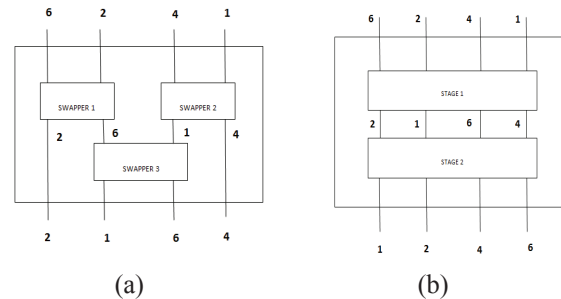 6 2 4 1
SWAPPER 1 SWAPPER 2
2 6 1 4
SWAPPER 3
2 1 6 4
(a)
6 2 4 1
STAGE 1
2 1 6 4
STAGE 2
1 2 4 6
(b)